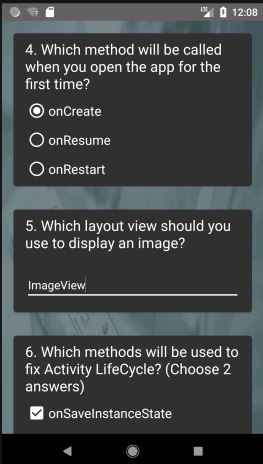 LTE 12:08
4. Which method will be called
when you open the app for the
first time?
onCreate
onResume
onRestart
5. Which layout view should you
use to display an image?
ImageView
6. Which methods will be used to
fix Activity LifeCycle? (Choose 2
answers)
onSaveInstanceState